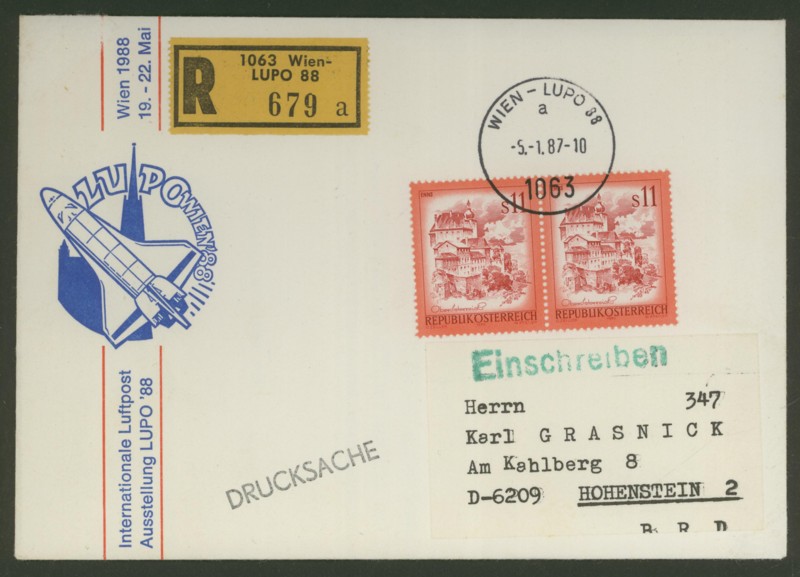 Wien 1988
19. - 22. Mai
R
1063 Wien-
LUPO 88
679 a
WIEN - LUPO 88
a
-5.-1.87-10
1063
LUPO WIEN '88
S11
REPUBLIK ÖSTERREICH
S11
REPUBLIK ÖSTERREICH
Internationale Luftpost
Ausstellung LUPO '88
DRUCKSACHE
Einschreiben
Herrn 347
Karl GRASNICK
Am Kahlberg 8
D-6209 HOHENSTEIN 2
B R D